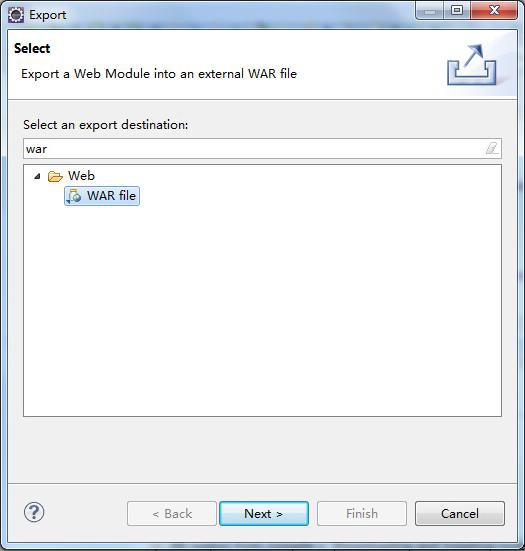 Export
Select
Export a Web Module into an external WAR file
Select an export destination:
war
Web
WAR file
< Back
Next >
Finish
Cancel